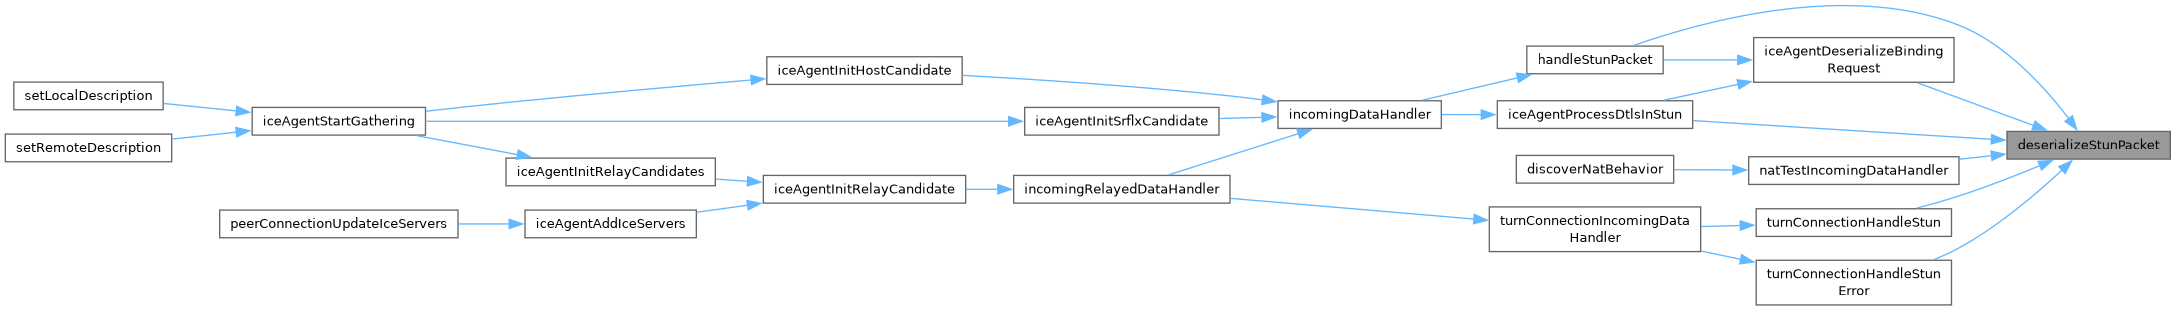 setLocalDescription
setRemoteDescription
iceAgentStartGathering
peerConnectionUpdateIceServers
iceAgentInitRelayCandidates
iceAgentAddIceServers
iceAgentInitHostCandidate
iceAgentInitSrflxCandidate
iceAgentInitRelayCandidate
incomingDataHandler
incomingRelayedDataHandler
handleStunPacket
iceAgentProcessDtlsInStun
discoverNatBehavior
turnConnectionIncomingData
Handler
iceAgentDeserializeBinding
Request
natTestIncomingDataHandler
turnConnectionHandleStun
turnConnectionHandleStun
Error
deserializeStunPacket